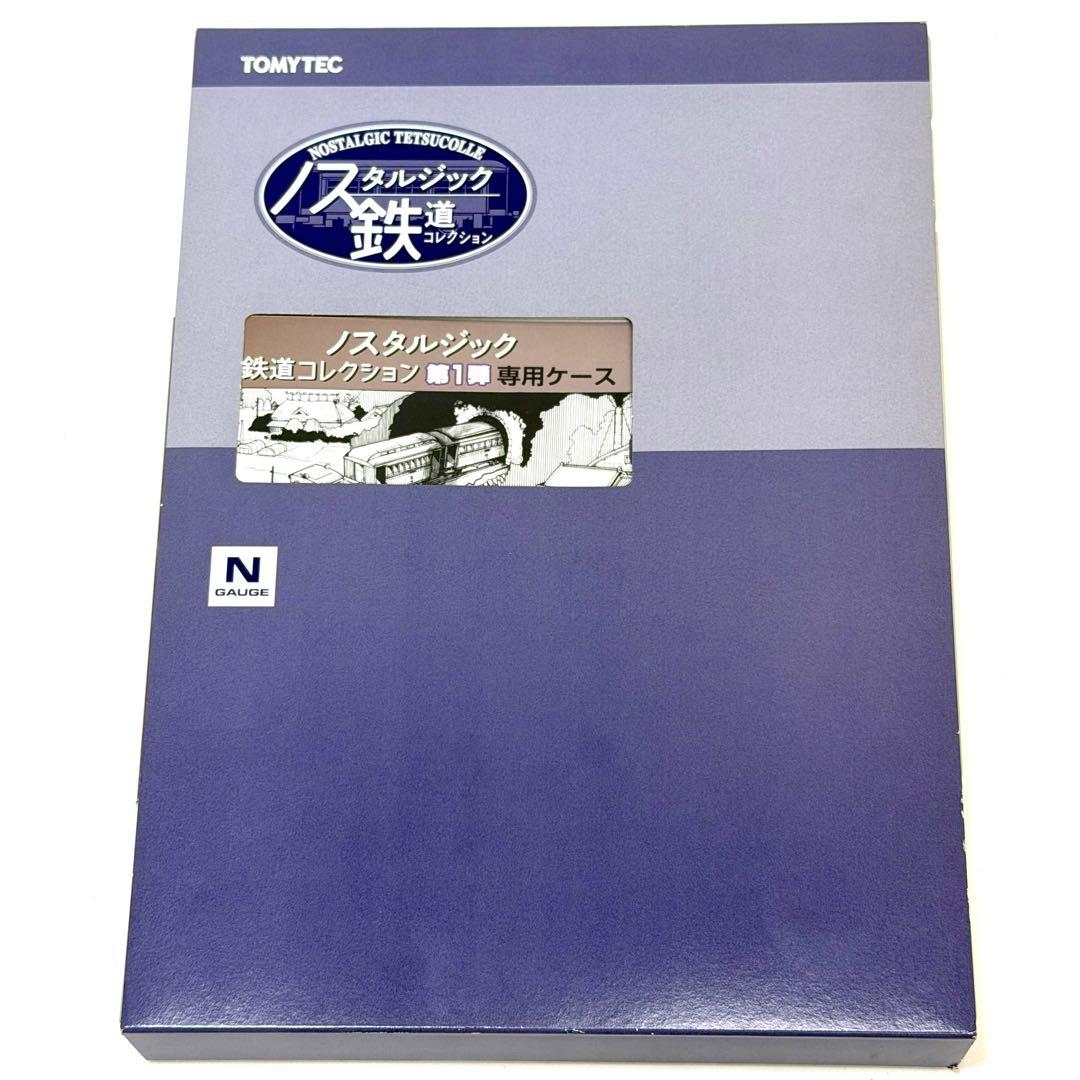 TOMYTEC
NOSTALGIC TETSUCOLLE
ノスタルジック
鉄道コレクション
ノスタルジック
鉄道コレクション 第1弾 専用ケース
N
GAUGE